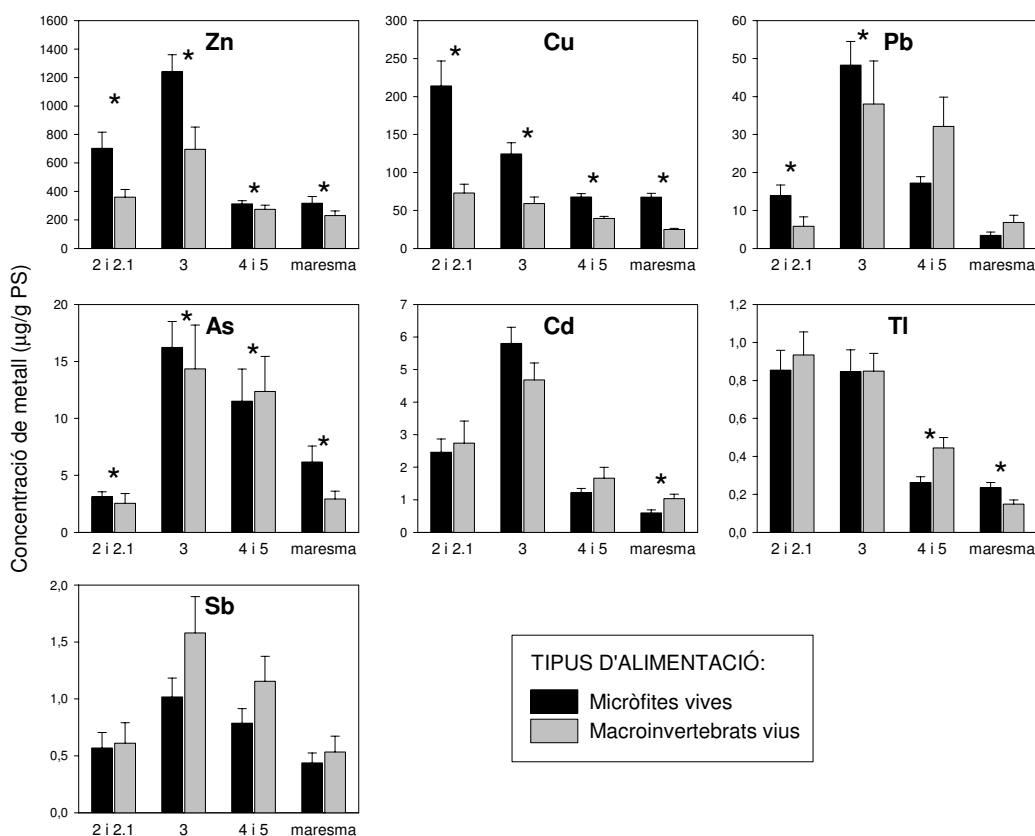 Concentració de metall (µg/g PS)
Zn
1600
1400
1200
1000
800
600
400
200
0
* * * *
2 i 2.1 3 4 i 5 maresma
Cu
300
250
200
150
100
50
0
* * * *
2 i 2.1 3 4 i 5 maresma
Pb
60
50
40
30
20
10
0
* *
2 i 2.1 3 4 i 5 maresma
As
20
15
10
5
0
* * * *
2 i 2.1 3 4 i 5 maresma
Cd
7
6
5
4
3
2
1
0
*
2 i 2.1 3 4 i 5 maresma
Tl
1,2
1,0
0,8
0,6
0,4
0,2
0,0
* *
2 i 2.1 3 4 i 5 maresma
Sb
2,0
1,5
1,0
0,5
0,0
2 i 2.1 3 4 i 5 maresma
TIPUS D'ALIMENTACIÓ:
Micròfites vives
Macroinvertebrats vius